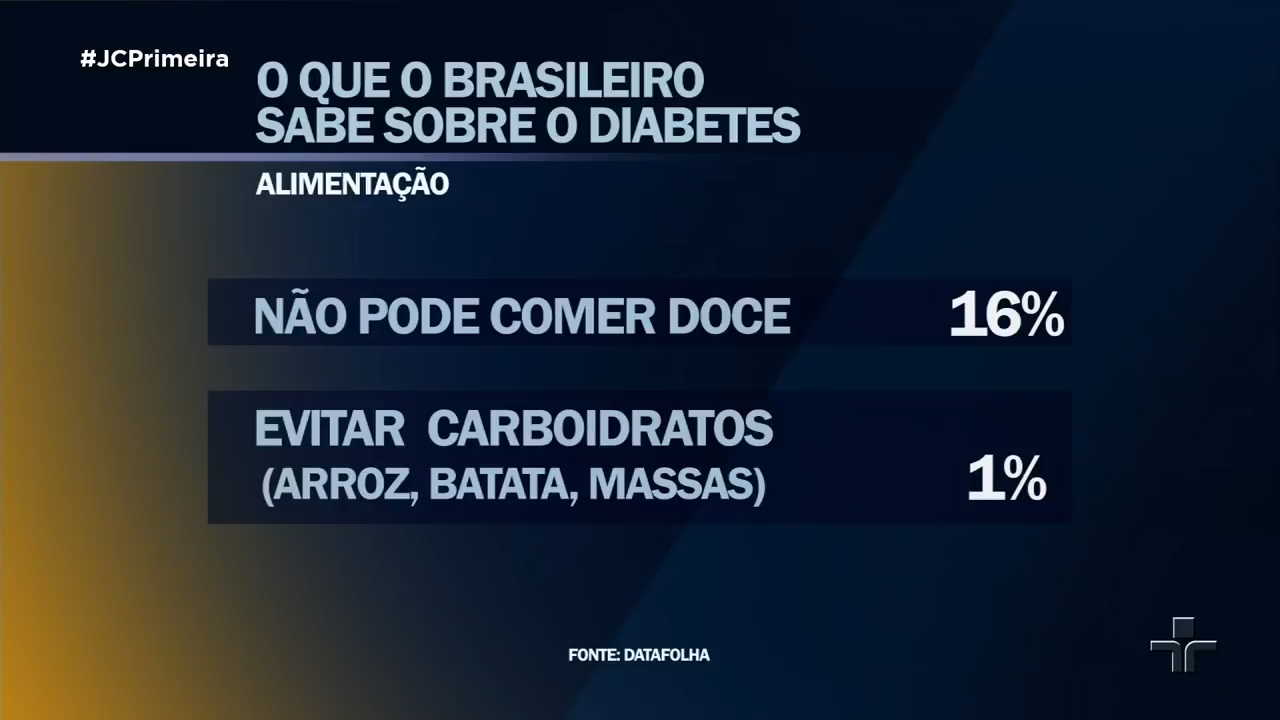 #JCPrimeira
O QUE O BRASILEIRO
SABE SOBRE O DIABETES
ALIMENTAÇÃO
NÃO PODE COMER DOCE 16%
EVITAR CARBOIDRATOS
(ARROZ, BATATA, MASSAS) 1%
FONTE: DATAFOLHA